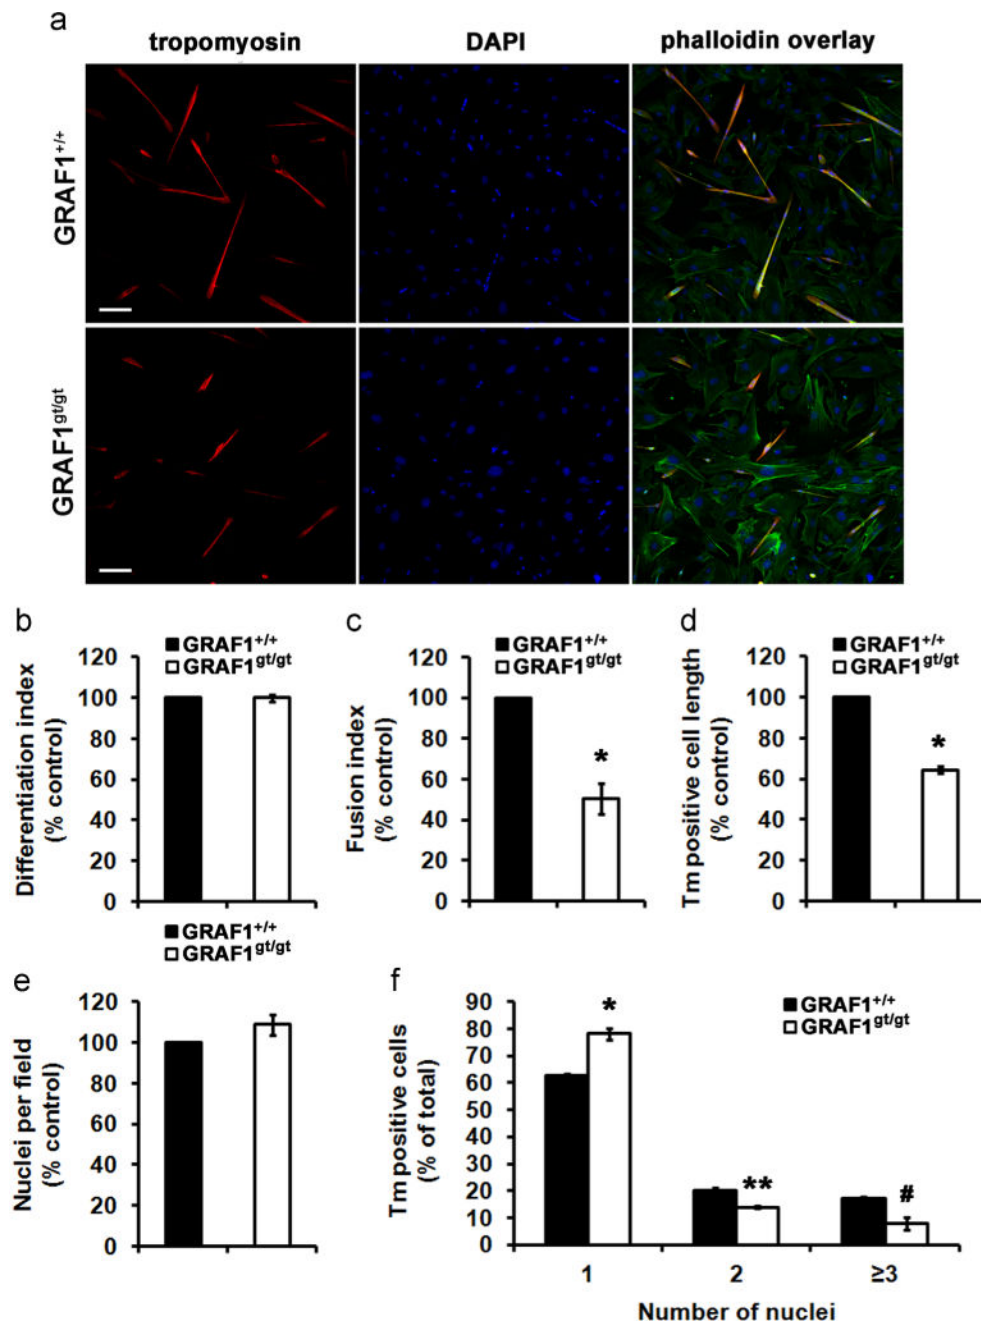 a
tropomyosin DAPI phalloidin overlay
GRAF1+/+
GRAF1gt/gt
b
GRAF1+/+
GRAF1gt/gt
Differentiation index
(% control)
120
100
80
60
40
20
0
c
GRAF1+/+
GRAF1gt/gt
Fusion index
(% control)
120
100
80
60
40
20
0
*
d
GRAF1+/+
GRAF1gt/gt
Tm positive cell length
(% control)
120
100
80
60
40
20
0
*
e
GRAF1+/+
GRAF1gt/gt
Nuclei per field
(% control)
120
100
80
60
40
20
0
f
GRAF1+/+
GRAF1gt/gt
Tm positive cells
(% of total)
90
80
70
60
50
40
30
20
10
0
*
**
#
1 2 ≥3
Number of nuclei